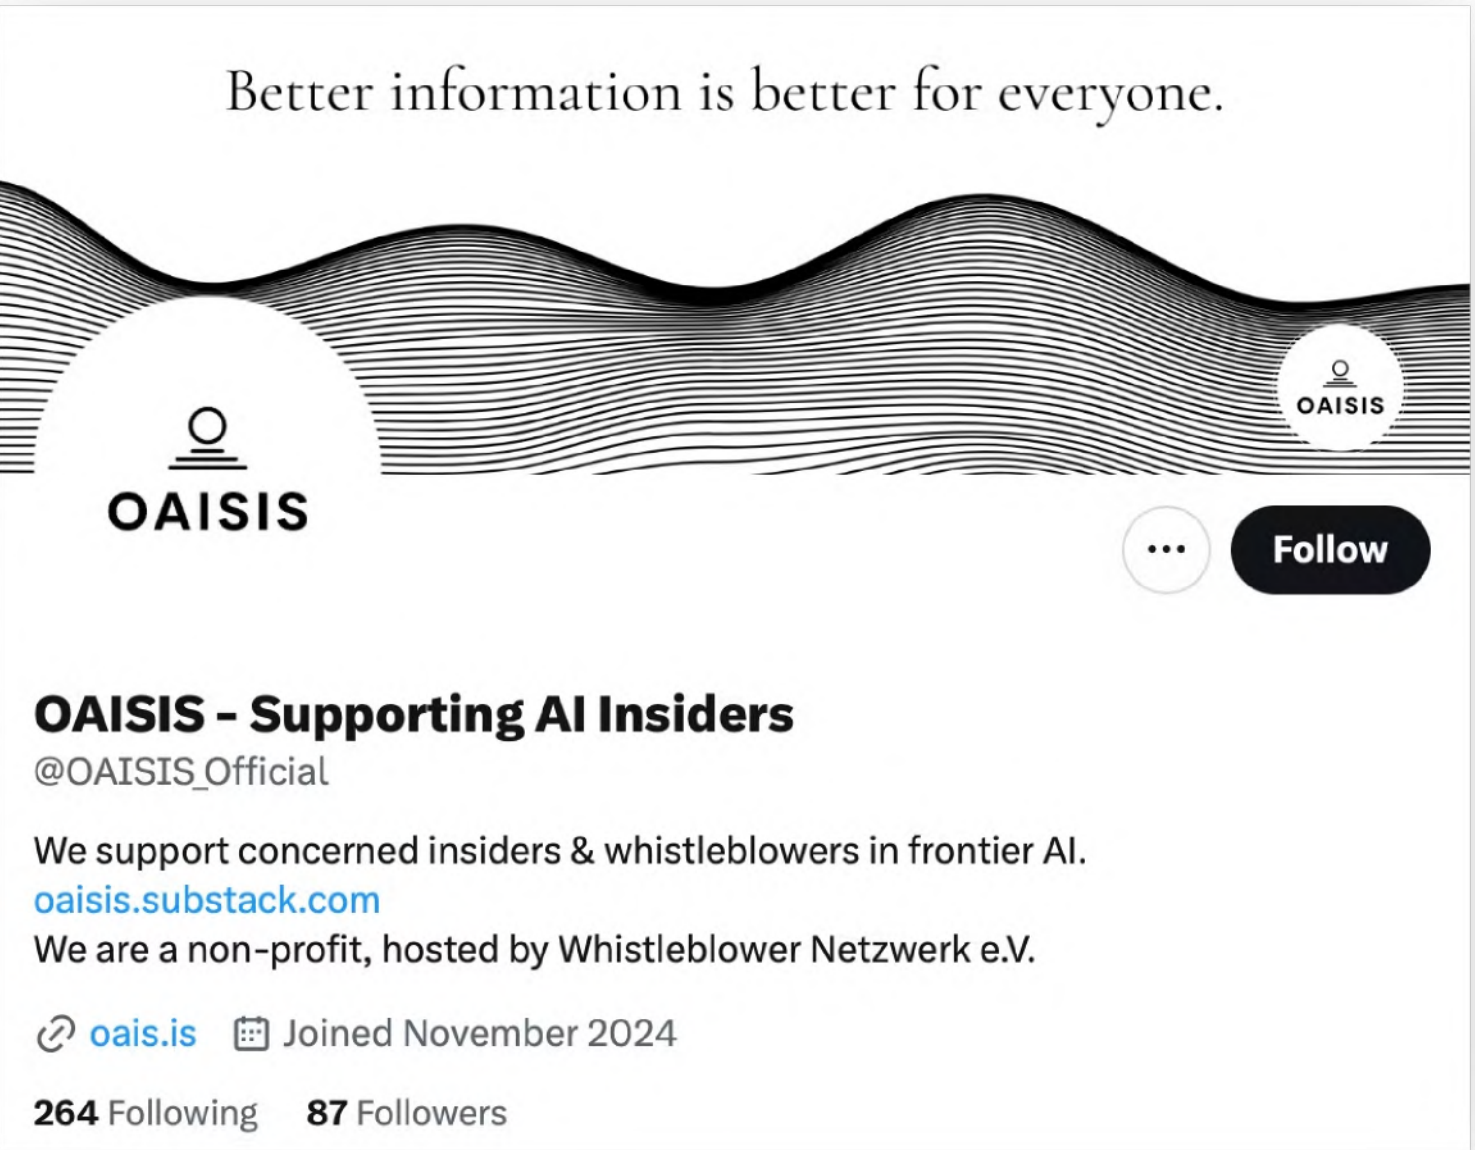 Better information is better for everyone.
OAISIS
OAISIS
Follow
OAISIS - Supporting AI Insiders
@OAISIS_Official
We support concerned insiders & whistleblowers in frontier AI.
oaisis.substack.com
We are a non-profit, hosted by Whistleblower Netzwerk e.V.
oais.is Joined November 2024
264 Following 87 Followers